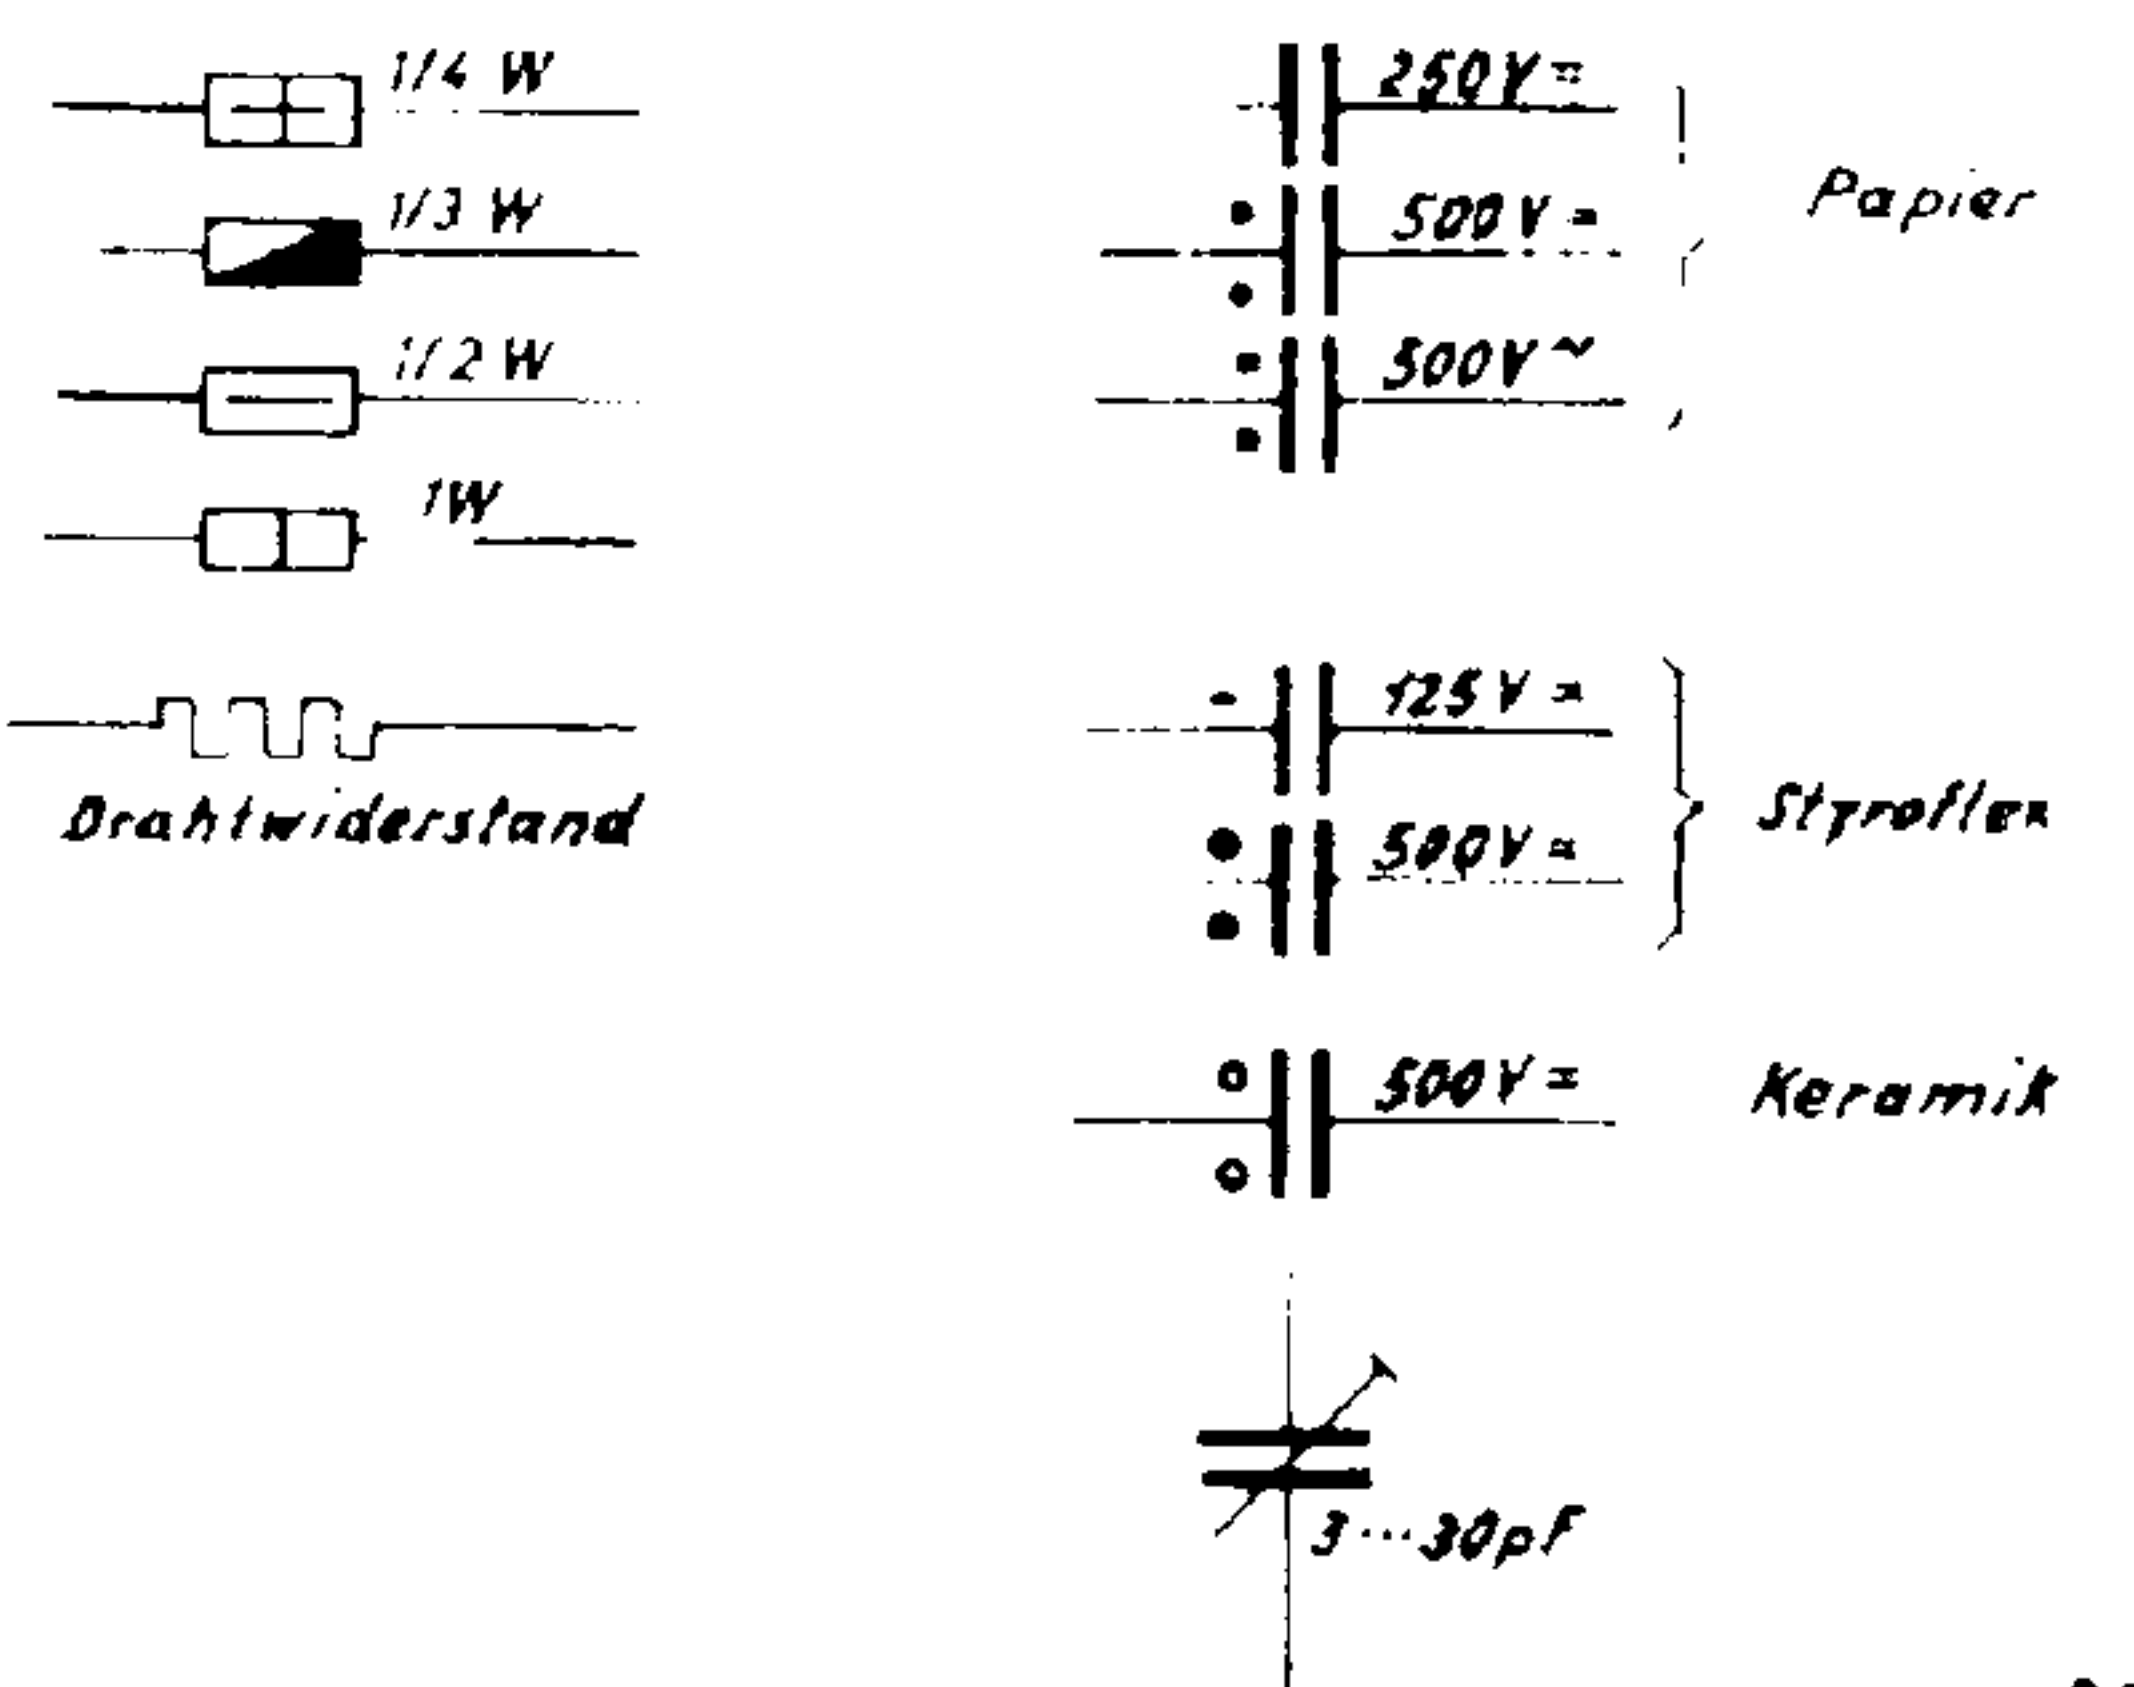 1/4 W
1/3 W
1/2 W
1W
Drahtwiderstand
250V=
500V=
500V~
Papier
125V=
500V=
Styroflex
500V=
Keramik
3...30pF